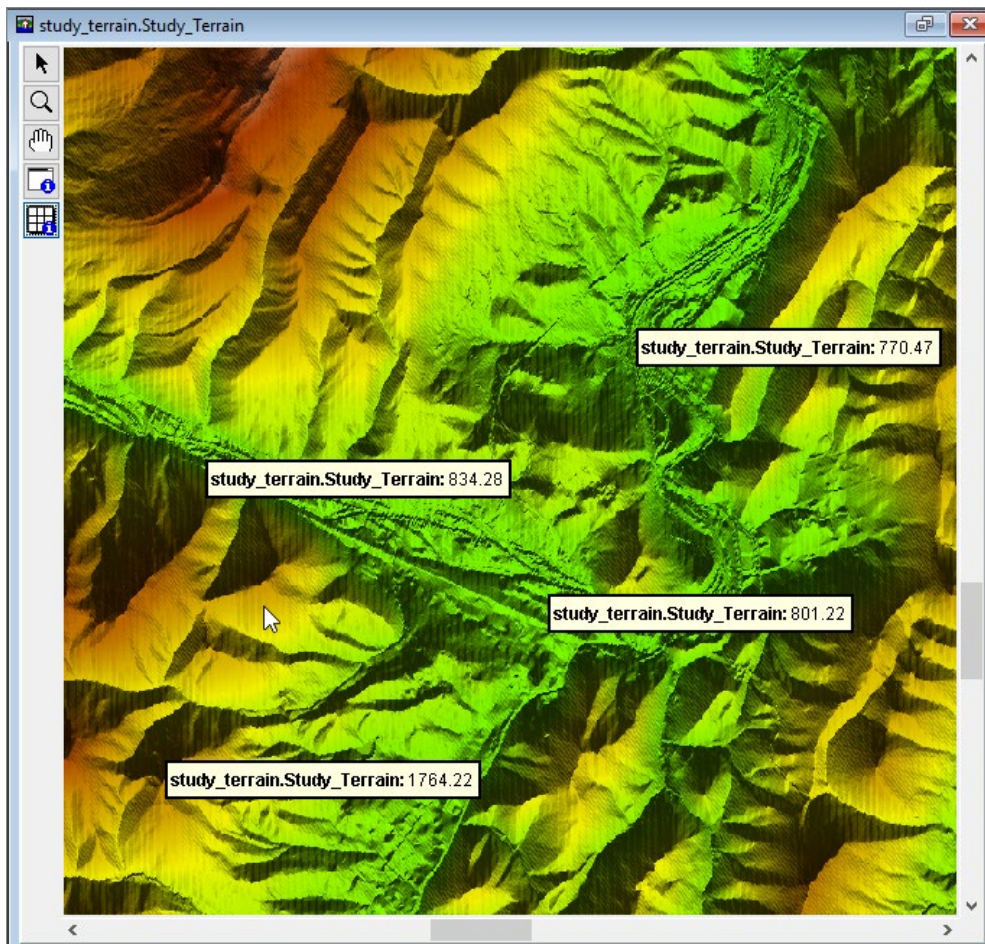 study_terrain.Study_Terrain
study_terrain.Study_Terrain: 770.47
study_terrain.Study_Terrain: 834.28
study_terrain.Study_Terrain: 801.22
study_terrain.Study_Terrain: 1764.22